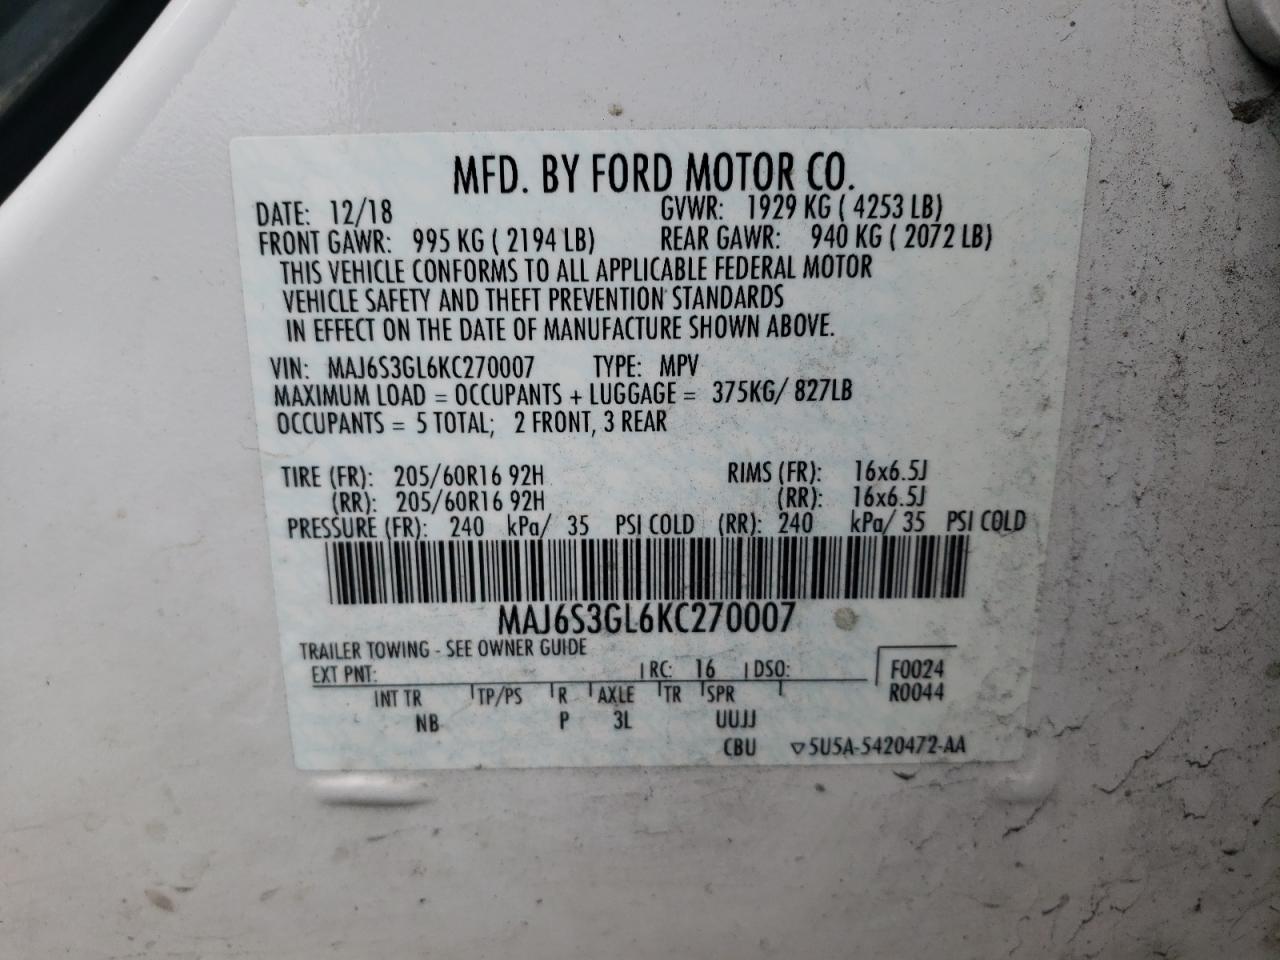 MFD. BY FORD MOTOR CO.
DATE: 12/18 GVWR: 1929 KG ( 4253 LB)
FRONT GAWR: 995 KG ( 2194 LB) REAR GAWR: 940 KG ( 2072 LB)
THIS VEHICLE CONFORMS TO ALL APPLICABLE FEDERAL MOTOR
VEHICLE SAFETY AND THEFT PREVENTION STANDARDS
IN EFFECT ON THE DATE OF MANUFACTURE SHOWN ABOVE.
VIN: MAJ6S3GL6KC270007 TYPE: MPV
MAXIMUM LOAD = OCCUPANTS + LUGGAGE = 375KG/ 827LB
OCCUPANTS = 5 TOTAL; 2 FRONT, 3 REAR
TIRE (FR): 205/60R16 92H RIMS (FR): 16x6.5J
(RR): 205/60R16 92H (RR): 16x6.5J
PRESSURE (FR): 240 kPa/ 35 PSI COLD (RR): 240 kPa/ 35 PSI COLD
MAJ6S3GL6KC270007
TRAILER TOWING - SEE OWNER GUIDE
EXT PNT: RC: 16 DSO: F0024
INT TR TP/PS R AXLE TR SPR R0044
NB P 3L UUJJ
CBU ▽5U5A-5420472-AA